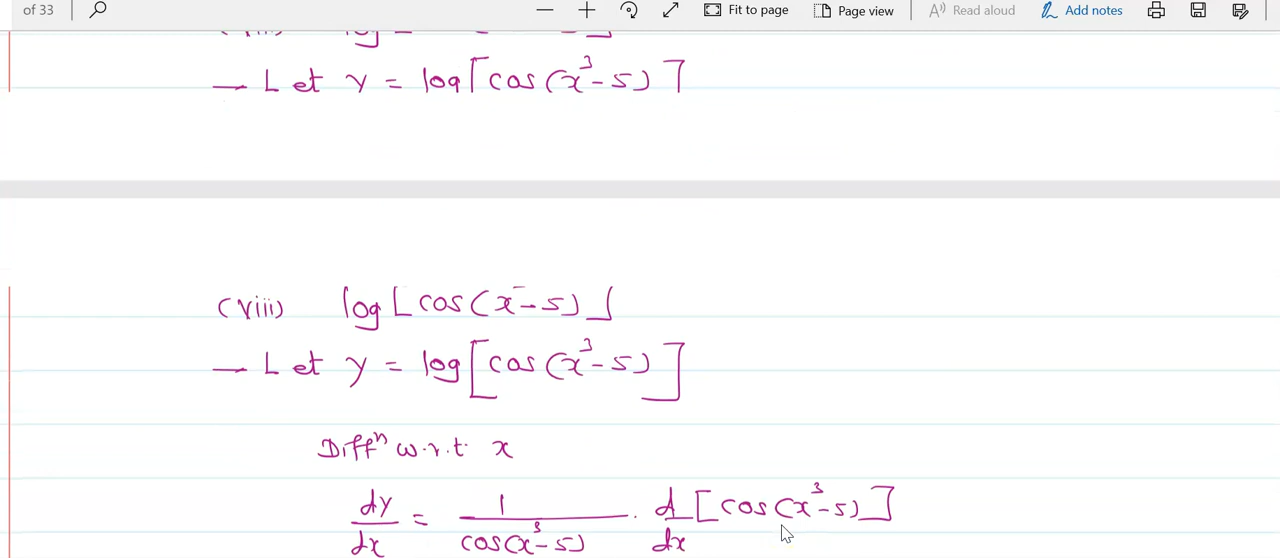 of 33 Fit to page Page view Read aloud Add notes
→ Let y = log[cos(x³-5)]
(viii) log[cos(x³-5)]
→ Let y = log[cos(x³-5)]
Diffⁿ w.r.t. x
dy/dx = 1/cos(x³-5) . d/dx [cos(x³-5)]